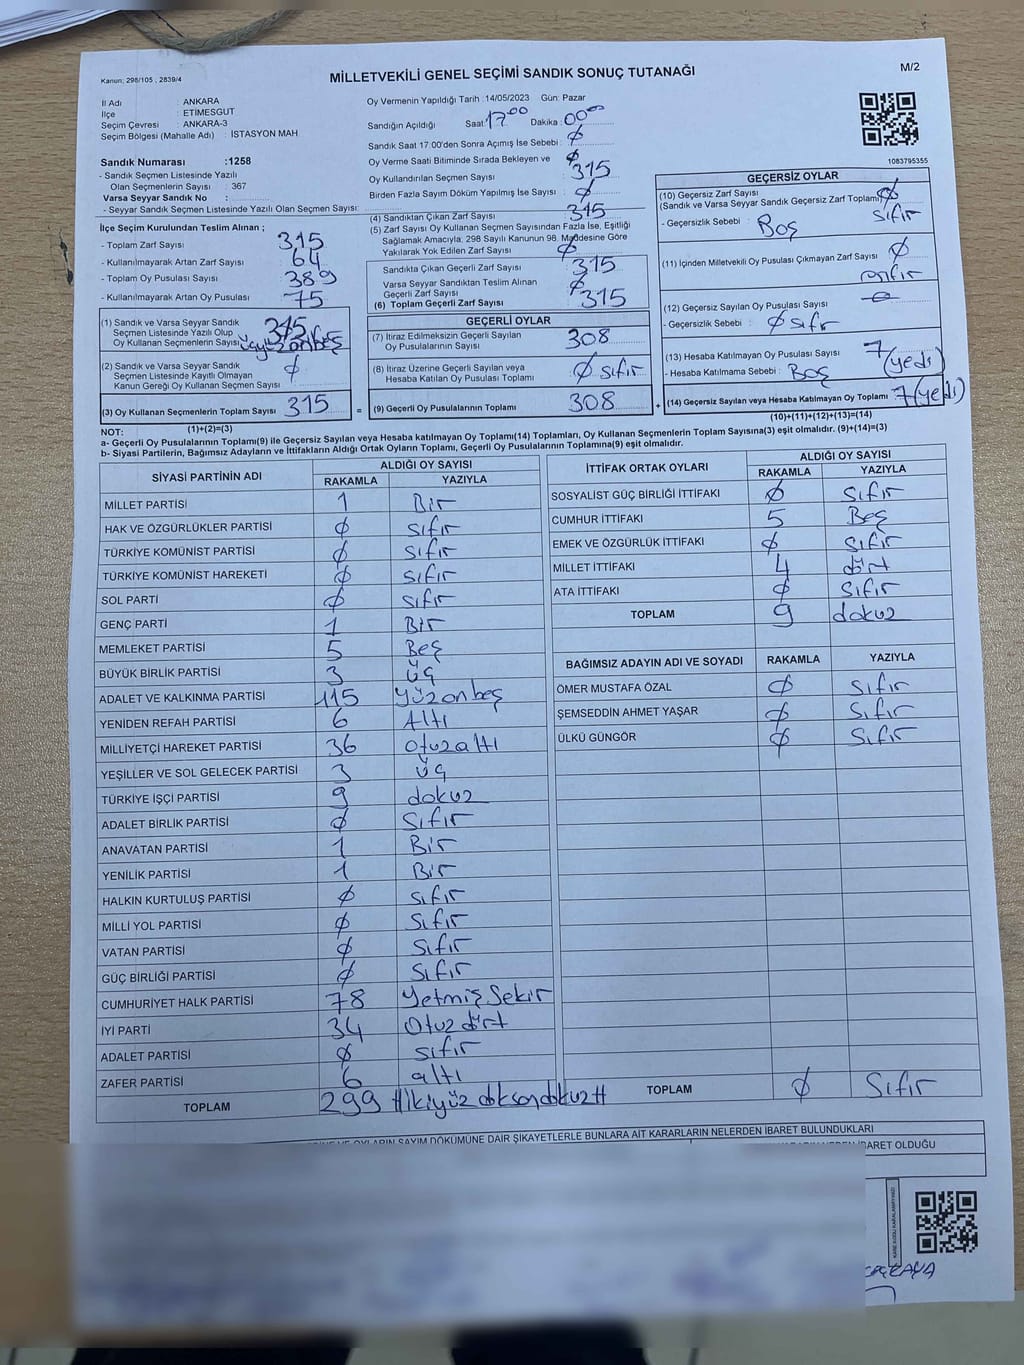 Kanun; 298/105 ; 2839/4
MİLLETVEKİLİ GENEL SEÇİMİ SANDIK SONUÇ TUTANAĞI
M/2
İl Adı : ANKARA
İlçe : ETİMESGUT
Seçim Çevresi : ANKARA-3
Seçim Bölgesi (Mahalle Adı) : İSTASYON MAH
Sandık Numarası :1258
- Sandık Seçmen Listesinde Yazılı
Olan Seçmenlerin Sayısı : 367
Varsa Seyyar Sandık No :
- Seyyar Sandık Seçmen Listesinde Yazılı Olan Seçmen Sayısı:
İlçe Seçim Kurulundan Teslim Alınan ;
- Toplam Zarf Sayısı : 315
- Kullanılmayarak Artan Zarf Sayısı : 64
- Toplam Oy Pusulası Sayısı : 389
- Kullanılmayarak Artan Oy Pusulası : 75
(1) Sandık ve Varsa Seyyar Sandık
Seçmen Listesinde Yazılı Olup
Oy Kullanan Seçmenlerin Sayısı 315 üçyüzonbeş
(2) Sandık ve Varsa Seyyar Sandık
Seçmen Listesinde Kayıtlı Olmayan
Kanun Gereği Oy Kullanan Seçmen Sayısı Ø
(3) Oy Kullanan Seçmenlerin Toplam Sayısı 315
(1)+(2)=(3)
Oy Vermenin Yapıldığı Tarih :14/05/2023 Gün: Pazar
Sandığın Açıldığı Saat: 17.00 Dakika : 00
Sandık Saat 17:00'den Sonra Açımış İse Sebebi : Ø
Oy Verme Saati Bitiminde Sırada Bekleyen ve : Ø
Oy Kullandırılan Seçmen Sayısı 315
Birden Fazla Sayım Döküm Yapılmış İse Sayısı : Ø
(4) Sandıktan Çıkan Zarf Sayısı : 315
(5) Zarf Sayısı Oy Kullanan Seçmen Sayısından Fazla İse, Eşitliği
Sağlamak Amacıyla, 298 Sayılı Kanunun 98. Maddesine Göre
Yakılarak Yok Edilen Zarf Sayısı : Ø
Sandıkta Çıkan Geçerli Zarf Sayısı : 315
Varsa Seyyar Sandıktan Teslim Alınan
Geçerli Zarf Sayısı : Ø
(6) Toplam Geçerli Zarf Sayısı : 315
GEÇERLİ OYLAR
(7) İtiraz Edilmeksizin Geçerli Sayılan
Oy Pusulalarının Sayısı : 308
(8) İtiraz Üzerine Geçerli Sayılan veya
Hesaba Katılan Oy Pusulası Toplamı : Ø sıfır
= (9) Geçerli Oy Pusulalarının Toplamı 308 +
1083795355
GEÇERSİZ OYLAR
(10) Geçersiz Zarf Sayısı Ø
(Sandık ve Varsa Seyyar Sandık Geçersiz Zarf Toplamı) sıfır
- Geçersizlik Sebebi : Boş
(11) İçinden Milletvekili Oy Pusulası Çıkmayan Zarf Sayısı : Ø
sıfır
(12) Geçersiz Sayılan Oy Pusulası Sayısı :
- Geçersizlik Sebebi : Ø sıfır
(13) Hesaba Katılmayan Oy Pusulası Sayısı : 7 (yedi)
- Hesaba Katılmama Sebebi : Boş
(14) Geçersiz Sayılan veya Hesaba Katılmayan Oy Toplamı 7 (yedi)
(10)+(11)+(12)+(13)=(14)
NOT:
a- Geçerli Oy Pusulalarının Toplamı(9) ile Geçersiz Sayılan veya Hesaba katılmayan Oy Toplamı(14) Toplamları, Oy Kullanan Seçmenlerin Toplam Sayısına(3) eşit olmalıdır. (9)+(14)=(3)
b- Siyasi Partilerin, Bağımsız Adayların ve İttifakların Aldığı Ortak Oyların Toplamı, Geçerli Oy Pusulalarının Toplamına(9) eşit olmalıdır.
SİYASİ PARTİNİN ADI ALDIĞI OY SAYISI
RAKAMLA YAZIYLA
MİLLET PARTİSİ 1 Bir
HAK VE ÖZGÜRLÜKLER PARTİSİ Ø sıfır
TÜRKİYE KOMÜNİST PARTİSİ Ø sıfır
TÜRKİYE KOMÜNİST HAREKETİ Ø sıfır
SOL PARTİ Ø sıfır
GENÇ PARTİ 1 Bir
MEMLEKET PARTİSİ 5 Beş
BÜYÜK BİRLİK PARTİSİ 3 üç
ADALET VE KALKINMA PARTİSİ 115 yüzonbeş
YENİDEN REFAH PARTİSİ 6 Altı
MİLLİYETÇİ HAREKET PARTİSİ 36 otuzaltı
YEŞİLLER VE SOL GELECEK PARTİSİ 3 üç
TÜRKİYE İŞÇİ PARTİSİ 9 dokuz
ADALET BİRLİK PARTİSİ Ø sıfır
ANAVATAN PARTİSİ 1 Bir
YENİLİK PARTİSİ 1 Bir
HALKIN KURTULUŞ PARTİSİ Ø sıfır
MİLLİ YOL PARTİSİ Ø sıfır
VATAN PARTİSİ Ø sıfır
GÜÇ BİRLİĞİ PARTİSİ Ø sıfır
CUMHURİYET HALK PARTİSİ 78 yetmiş sekiz
İYİ PARTİ 34 Otuz dört
ADALET PARTİSİ Ø sıfır
ZAFER PARTİSİ 6 altı
TOPLAM 299 #ikiyüz doksandokuz#
İTTİFAK ORTAK OYLARI ALDIĞI OY SAYISI
RAKAMLA YAZIYLA
SOSYALİST GÜÇ BİRLİĞİ İTTİFAKI Ø sıfır
CUMHUR İTTİFAKI 5 Beş
EMEK VE ÖZGÜRLÜK İTTİFAKI Ø sıfır
MİLLET İTTİFAKI 4 dört
ATA İTTİFAKI Ø sıfır
TOPLAM 9 dokuz
BAĞIMSIZ ADAYIN ADI VE SOYADI RAKAMLA YAZIYLA
ÖMER MUSTAFA ÖZAL Ø sıfır
ŞEMSEDDİN AHMET YAŞAR Ø sıfır
ÜLKÜ GÜNGÖR Ø sıfır
TOPLAM Ø Sıfır
VE OYLARIN SAYIM DÖKÜMÜNE DAİR ŞİKAYETLERLE BUNLARA AİT KARARLARIN NELERDEN İBARET BULUNDUKLARI
NEDEN İBARET OLDUĞU